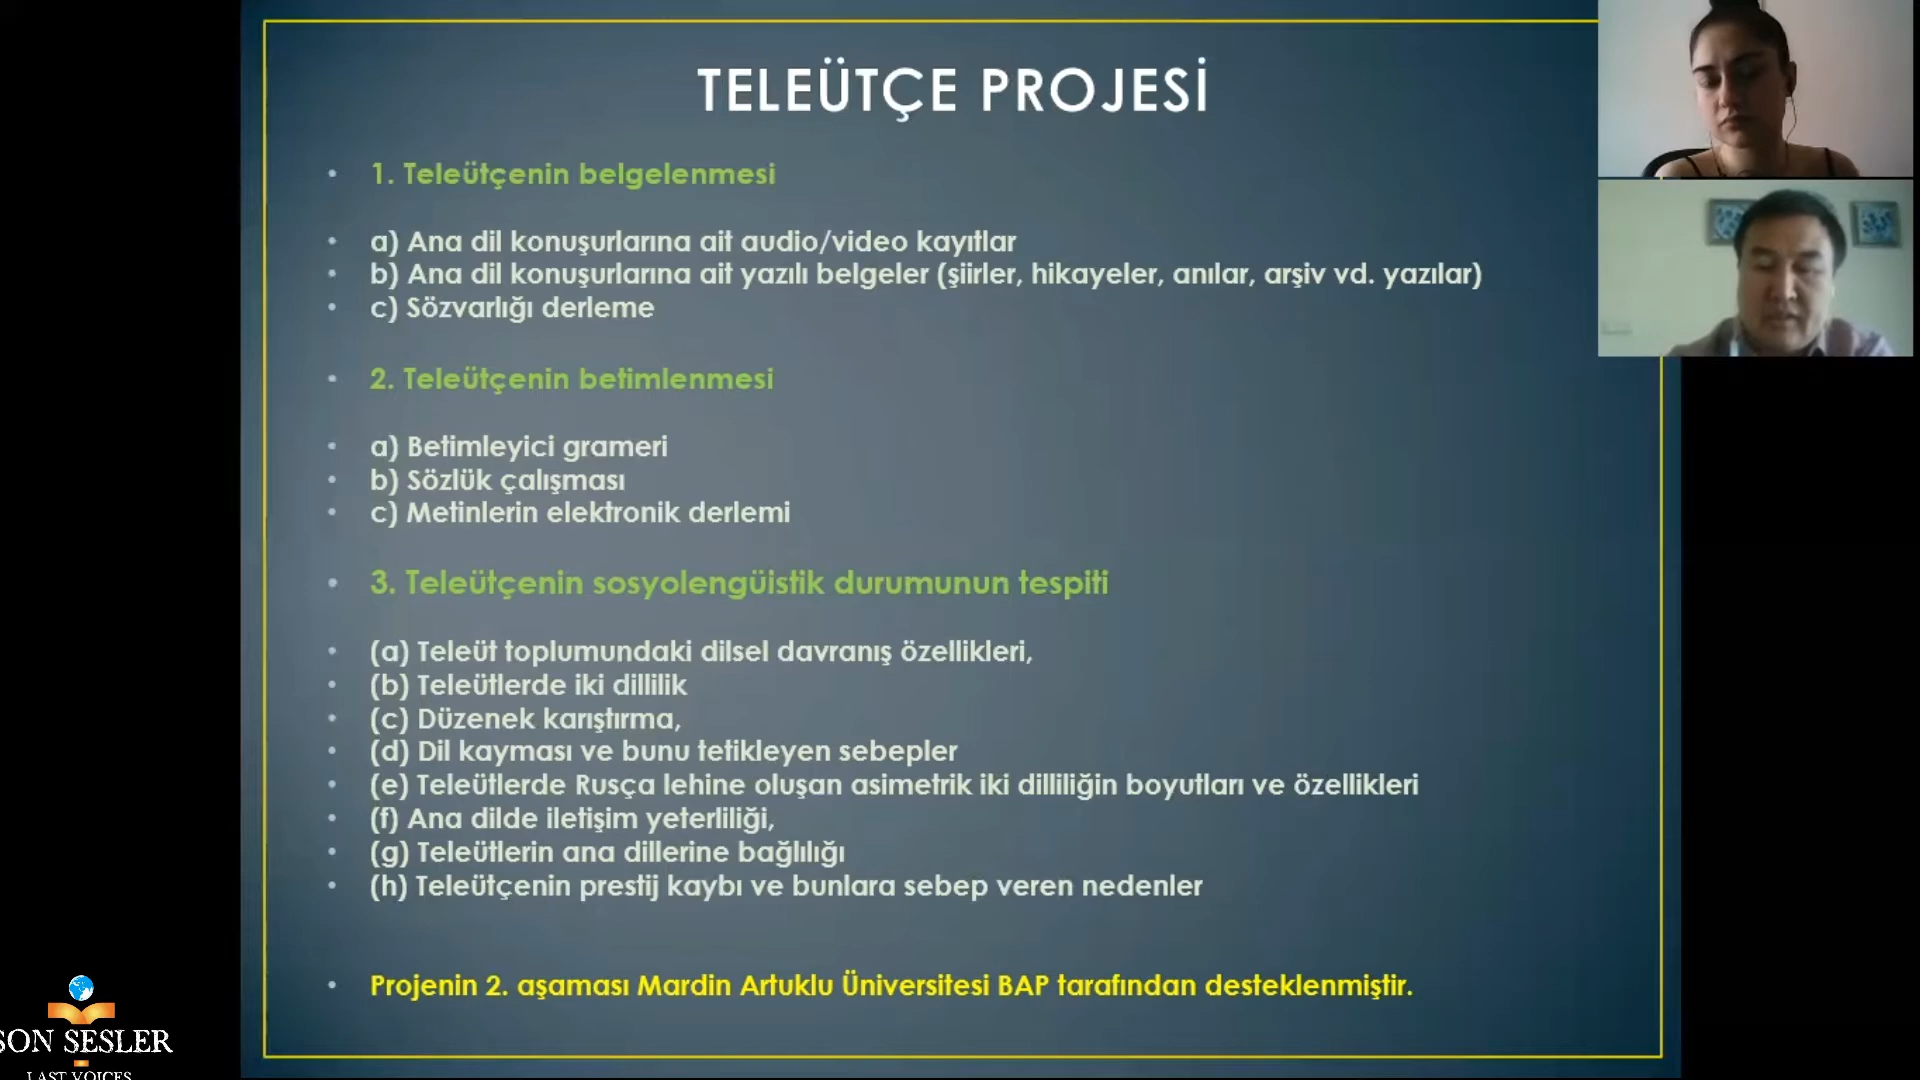 TELEÜTÇE PROJESİ
• 1. Teleütçenin belgelenmesi
• a) Ana dil konuşurlarına ait audio/video kayıtlar
• b) Ana dil konuşurlarına ait yazılı belgeler (şiirler, hikayeler, anılar, arşiv vd. yazılar)
• c) Sözvarlığı derleme
• 2. Teleütçenin betimlenmesi
• a) Betimleyici grameri
• b) Sözlük çalışması
• c) Metinlerin elektronik derlemi
• 3. Teleütçenin sosyolengüistik durumunun tespiti
• (a) Teleüt toplumundaki dilsel davranış özellikleri,
• (b) Teleütlerde iki dillilik
• (c) Düzenek karıştırma,
• (d) Dil kayması ve bunu tetikleyen sebepler
• (e) Teleütlerde Rusça lehine oluşan asimetrik iki dilliliğin boyutları ve özellikleri
• (f) Ana dilde iletişim yeterliliği,
• (g) Teleütlerin ana dillerine bağlılığı
• (h) Teleütçenin prestij kaybı ve bunlara sebep veren nedenler
• Projenin 2. aşaması Mardin Artuklu Üniversitesi BAP tarafından desteklenmiştir.
SON SESLER
LAST VOICES